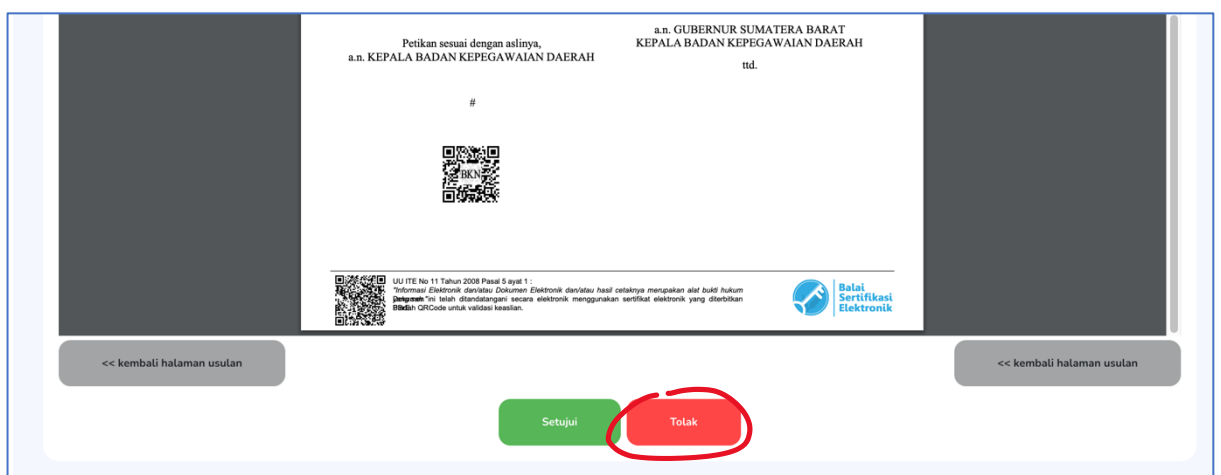 a.n. GUBERNUR SUMATERA BARAT
KEPALA BADAN KEPEGAWAIAN DAERAH
ttd.
Petikan sesuai dengan aslinya,
a.n. KEPALA BADAN KEPEGAWAIAN DAERAH
#
BKN
UU ITE No 11 Tahun 2008 Pasal 5 ayat 1 :
"Informasi Elektronik dan/atau Dokumen Elektronik dan/atau hasil cetaknya merupakan alat bukti hukum
ini telah ditandatangani secara elektronik menggunakan sertifikat elektronik yang diterbitkan
QRCode untuk validasi keaslian.
Balai
Sertifikasi
Elektronik
<< kembali halaman usulan
<< kembali halaman usulan
Setujui
Tolak